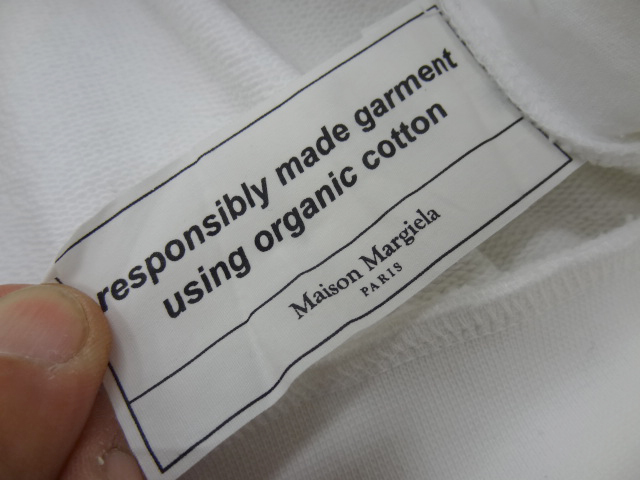 responsibly made garment
using organic cotton
Maison Margiela
PARIS